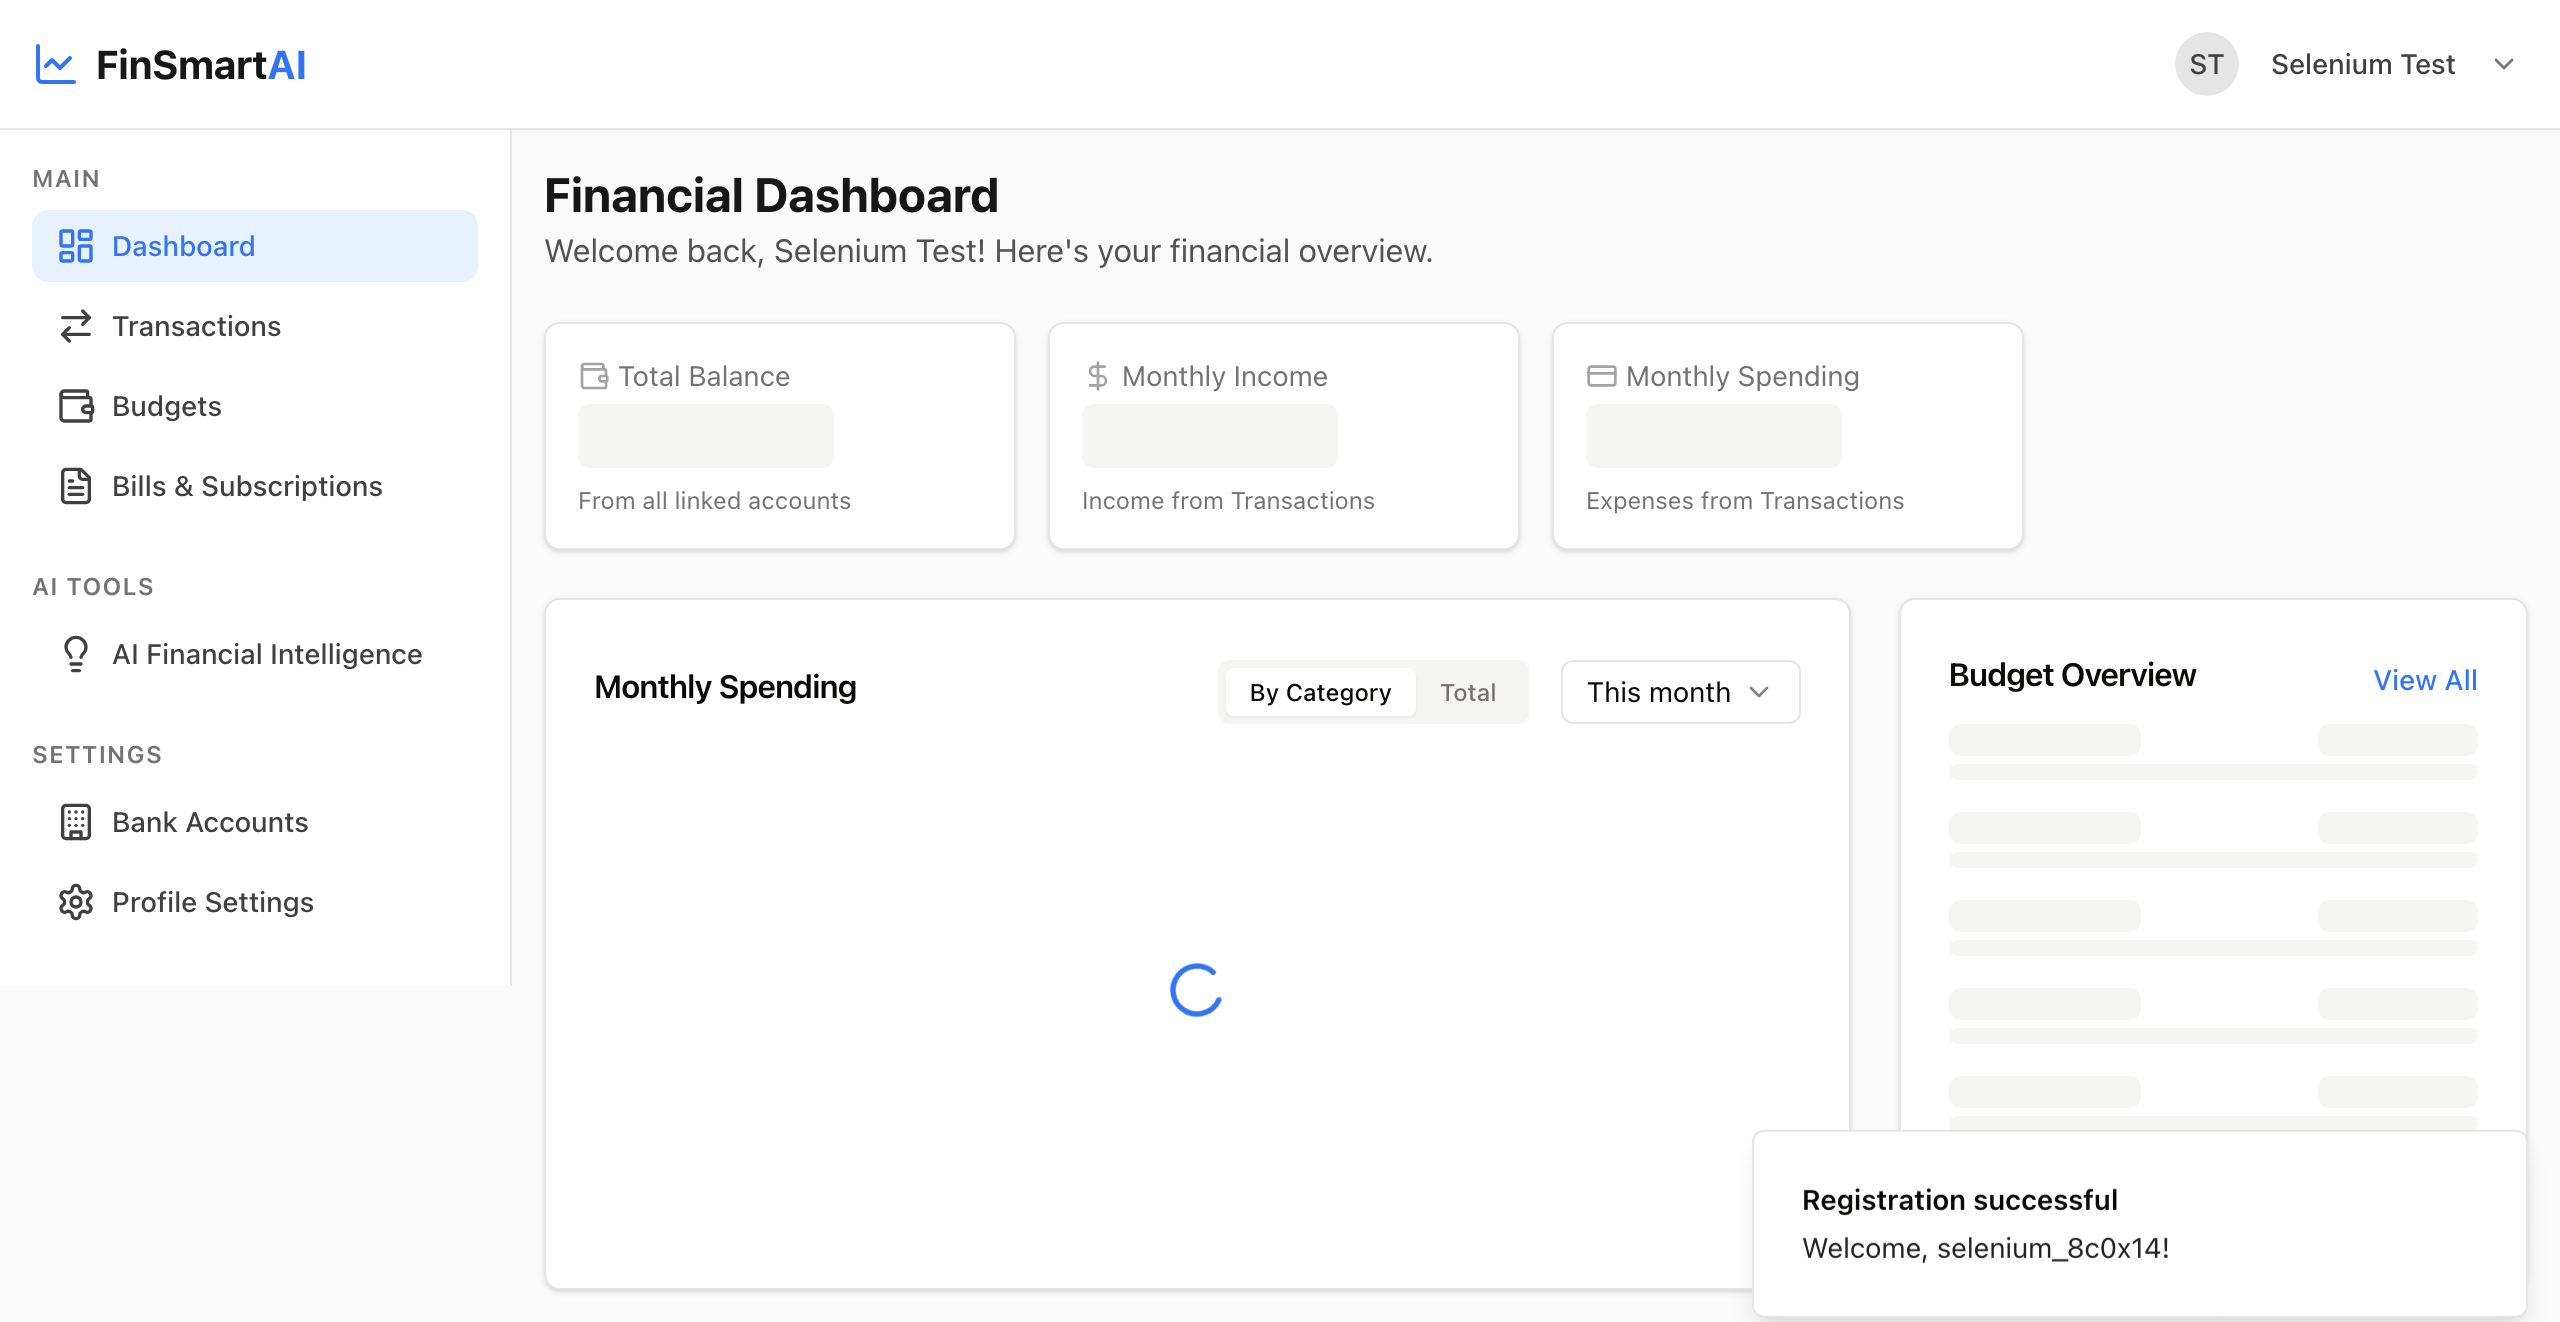 FinSmartAI
ST
Selenium Test
MAIN
Dashboard
Transactions
Budgets
Bills & Subscriptions
AI TOOLS
AI Financial Intelligence
SETTINGS
Bank Accounts
Profile Settings
Financial Dashboard
Welcome back, Selenium Test! Here's your financial overview.
Total Balance
From all linked accounts
Monthly Income
Income from Transactions
Monthly Spending
Expenses from Transactions
Monthly Spending
By Category
Total
This month
Budget Overview
View All
Registration successful
Welcome, selenium_8c0x14!